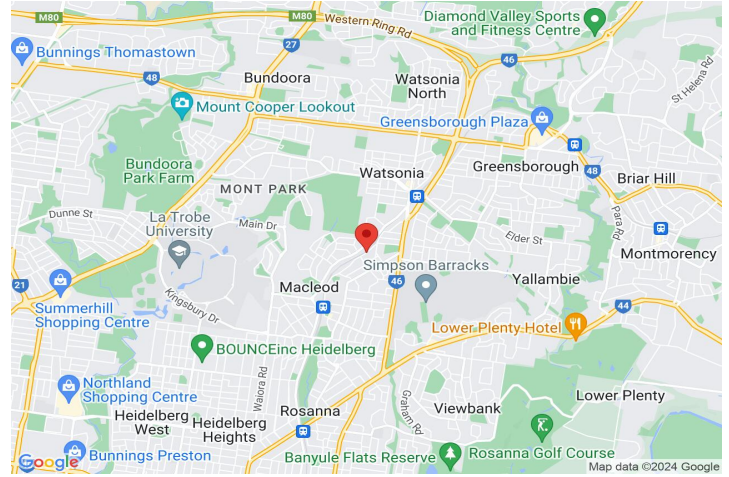 M80
M80
Western Ring Rd
Diamond Valley Sports
and Fitness Centre
Bunnings Thomastown
27
46
48
Bundoora
Watsonia
North
St Helena Rd
Mount Cooper Lookout
Greensborough Plaza
Bundoora
Park Farm
Watsonia
Greensborough
48
Briar Hill
MONT PARK
Dunne St
La Trobe
University
Main Dr
Para Rd
Elder St
Montmorency
Simpson Barracks
21
Macleod
46
Yallambie
Summerhill
Shopping Centre
Kingsbury Dr
44
Lower Plenty Hotel
BOUNCEinc Heidelberg
Waiora Rd
Northland
Shopping Centre
Lower Plenty
Graham Rd
Viewbank
Rosanna
Heidelberg
West
Heidelberg
Heights
Bunnings Preston
Banyule Flats Reserve
Rosanna Golf Course
Google
Map data ©2024 Google